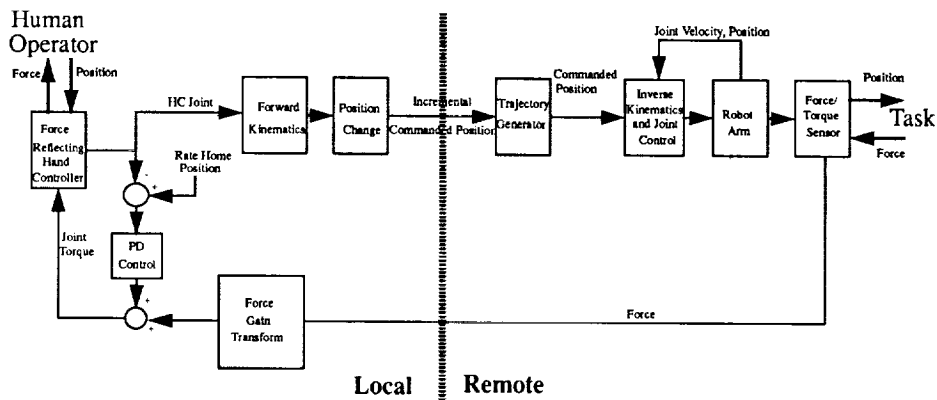 Human
Operator
Force
Position
Force
Reflecting
Hand
Controller
HC Joint
Forward
Kinematics
Position
Change
Incremental
Commanded Position
Trajectory
Generator
Commanded
Position
Joint Velocity, Position
Inverse
Kinematics
and Joint
Control
Robot
Arm
Force/
Torque
Sensor
Position
Task
Force
-
+
Rate Home
Position
PD
Control
Joint
Torque
+
+
Force
Gain
Transform
Force
Local
Remote